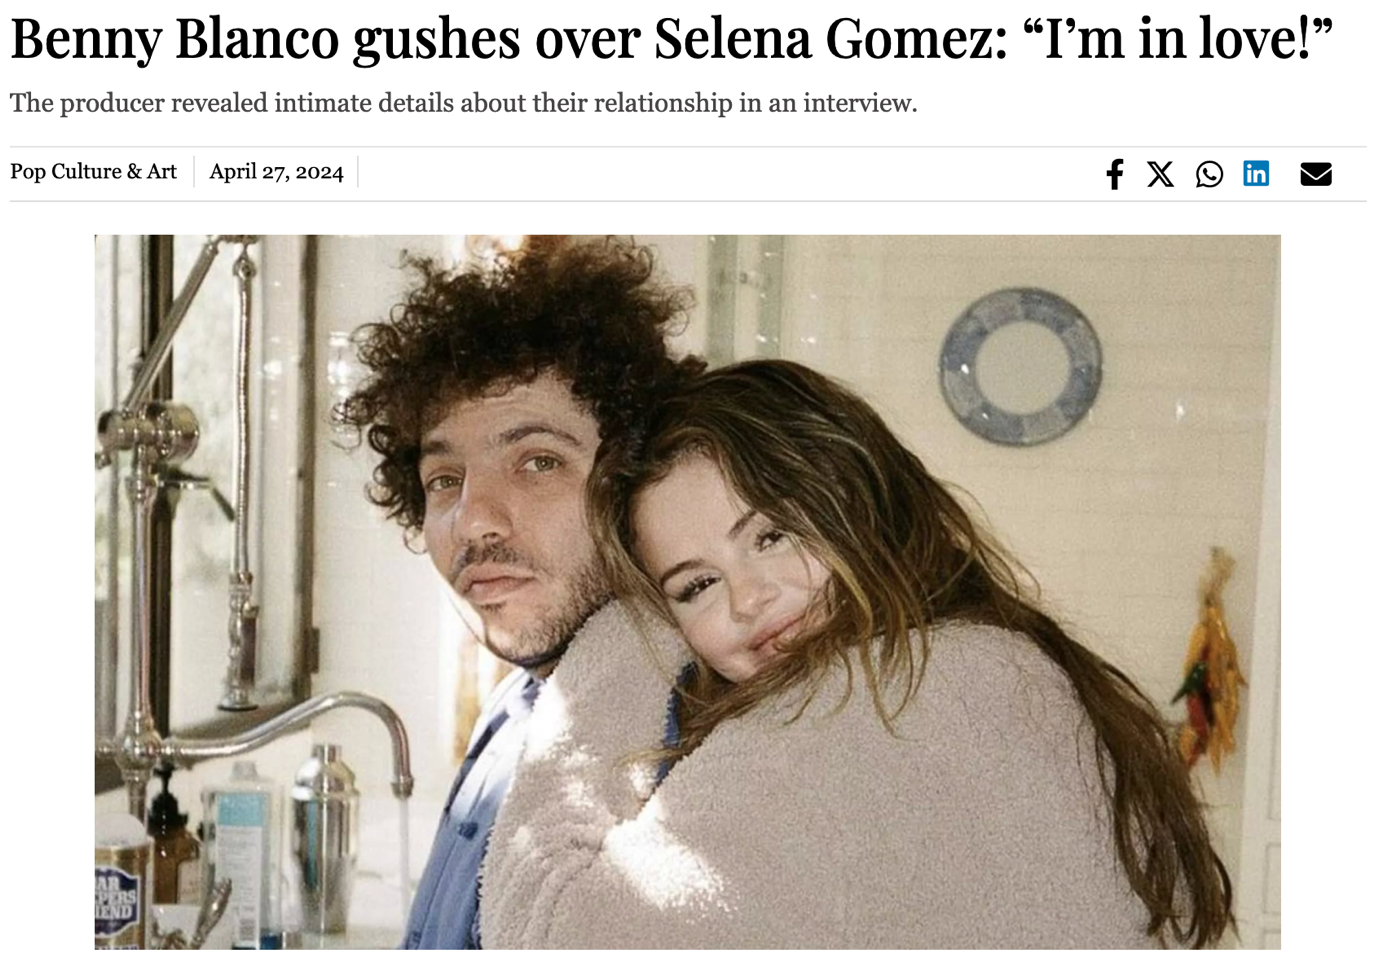 Benny Blanco gushes over Selena Gomez: “I’m in love!”
The producer revealed intimate details about their relationship in an interview.
Pop Culture & Art
April 27, 2024
in